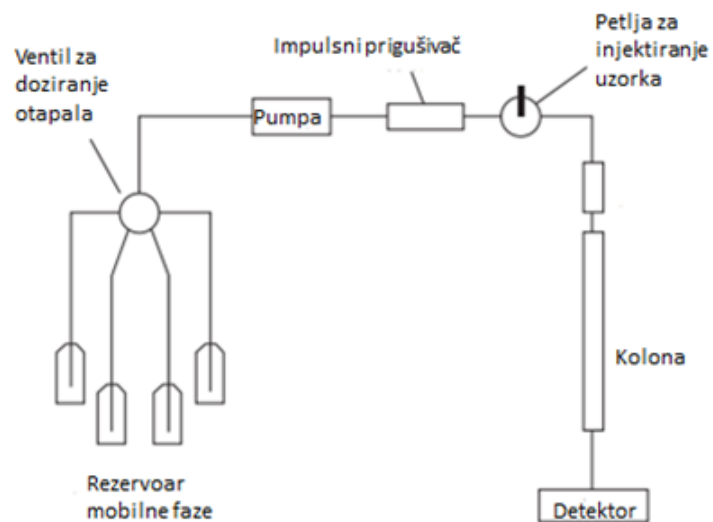 Ventil za
doziranje
otapala
Pumpa
Impulsni prigušivač
Petlja za
injektiranje
uzorka
Kolona
Detektor
Rezervoar
mobilne faze